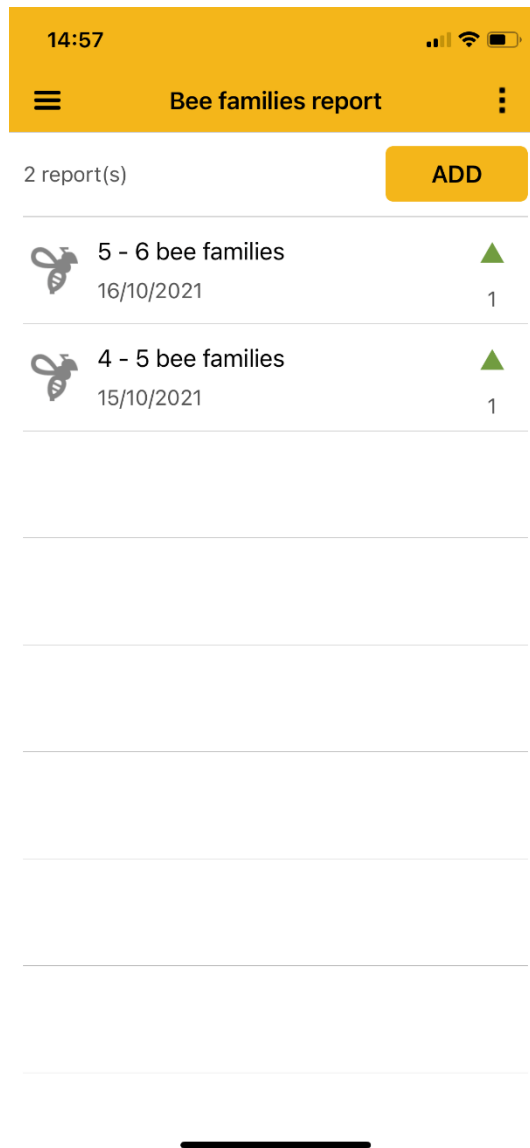 14:57
Bee families report
2 report(s)
ADD
5 - 6 bee families
16/10/2021
1
4 - 5 bee families
15/10/2021
1